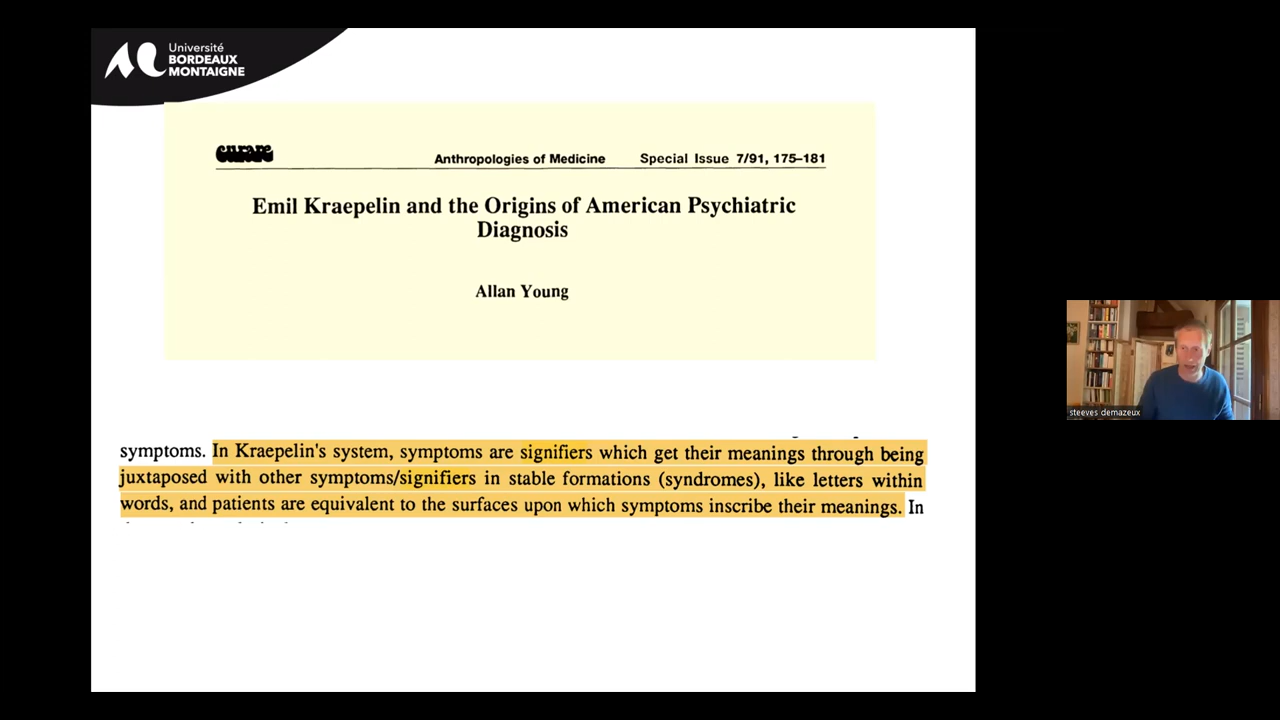 Université
BORDEAUX
MONTAIGNE
curare
Anthropologies of Medicine Special Issue 7/91, 175–181
Emil Kraepelin and the Origins of American Psychiatric
Diagnosis
Allan Young
symptoms. In Kraepelin's system, symptoms are signifiers which get their meanings through being
juxtaposed with other symptoms/signifiers in stable formations (syndromes), like letters within
words, and patients are equivalent to the surfaces upon which symptoms inscribe their meanings. In
steeves demazeux